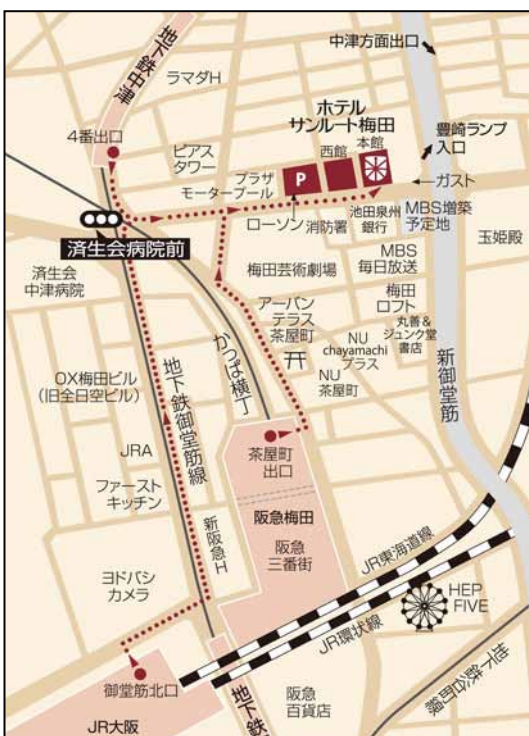 中津方面出口
地下鉄中津
ラマダH
ホテル
サンルート梅田
本館
西館
豊崎ランプ
入口
4番出口
ピアス
タワー
プラザ
モータープール
P
ガスト
ローソン
消防署
池田泉州
銀行
MBS増築
予定地
済生会病院前
玉姫殿
済生会
中津病院
梅田芸術劇場
MBS
毎日放送
アーバン
テラス
茶屋町
梅田
ロフト
丸善&
ジュンク堂
書店
NU
chayamachi
プラス
NU
茶屋町
かっぱ横丁
新御堂筋
OX梅田ビル
(旧全日空ビル)
地下鉄御堂筋線
茶屋町
出口
JRA
ファースト
キッチン
新阪急H
阪急梅田
阪急
三番街
JR東海道線
ヨドバシ
カメラ
HEP
FIVE
JR環状線
御堂筋北口
地下鉄
地下鉄谷町線
阪急
百貨店
JR大阪